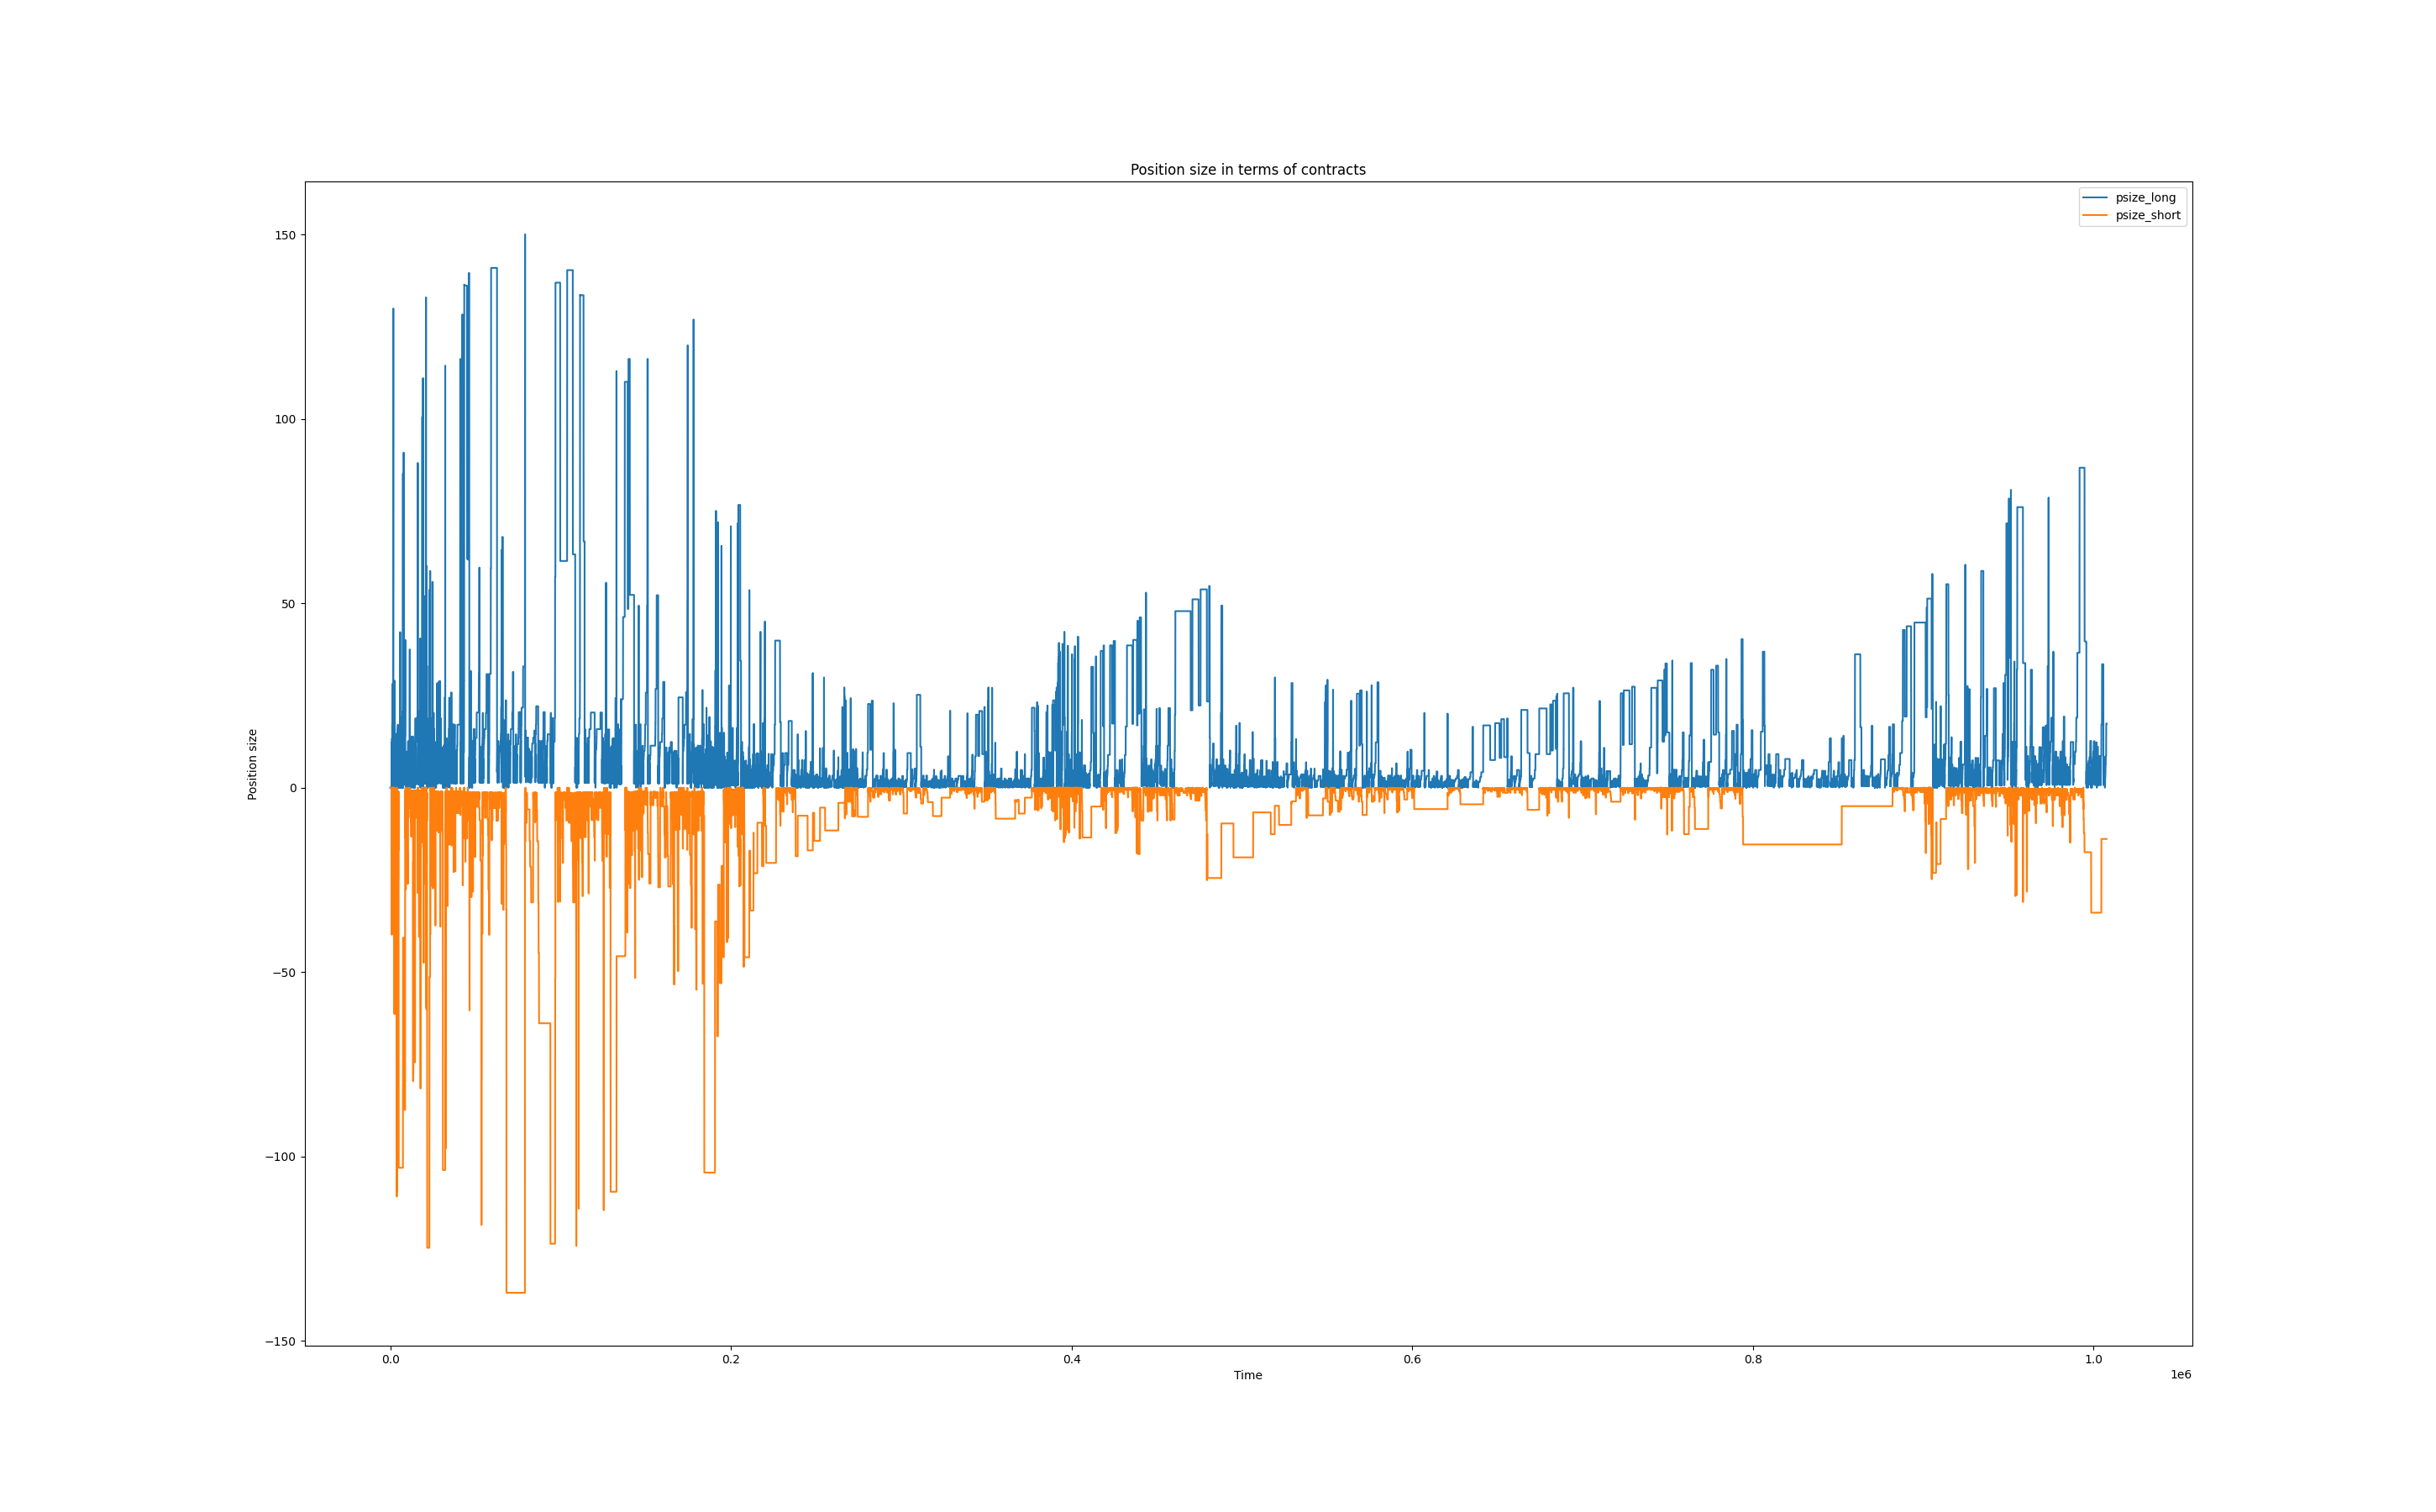 Position size in terms of contracts
psize_long
psize_short
Position size
150
100
50
0
−50
−100
−150
0.0
0.2
0.4
0.6
0.8
1.0
Time
1e6